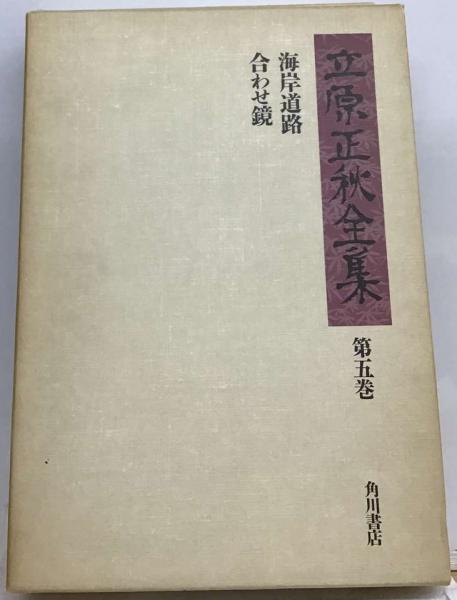 立原正秋全集
第五巻
海岸道路
合わせ鏡
角川書店